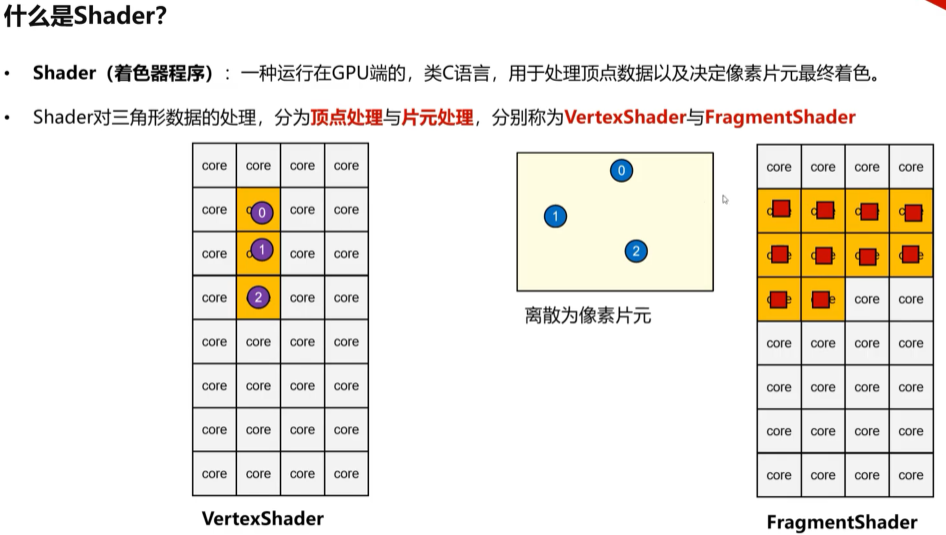 什么是Shader?
• Shader（着色器程序）：一种运行在GPU端的，类C语言，用于处理顶点数据以及决定像素片元最终着色。
• Shader对三角形数据的处理，分为顶点处理与片元处理，分别称为VertexShader与FragmentShader
core core core core
core 0 core core
core 1 core core
core 2 core core
core core core core
core core core core
core core core core
core core core core
VertexShader
0
1
2
离散为像素片元
core core core core
core core
core core core core
core core core core
core core core core
core core core core
FragmentShader